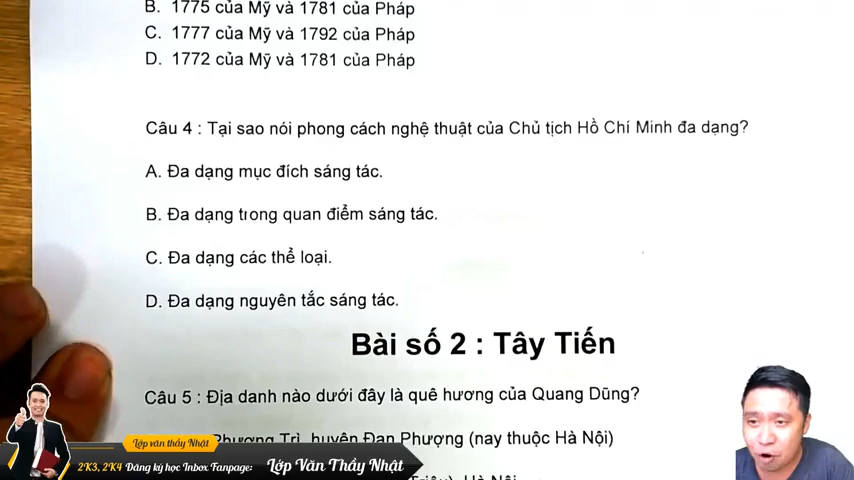 B. 1775 của Mỹ và 1781 của Pháp
C. 1777 của Mỹ và 1792 của Pháp
D. 1772 của Mỹ và 1781 của Pháp
Câu 4 : Tại sao nói phong cách nghệ thuật của Chủ tịch Hồ Chí Minh đa dạng?
A. Đa dạng mục đích sáng tác.
B. Đa dạng trong quan điểm sáng tác.
C. Đa dạng các thể loại.
D. Đa dạng nguyên tắc sáng tác.
Bài số 2 : Tây Tiến
Câu 5 : Địa danh nào dưới đây là quê hương của Quang Dũng?
Phượng Trì, huyện Đan Phượng (nay thuộc Hà Nội)
Hà Nội
Lớp văn thầy Nhật
2K3, 2K4 Đăng ký học Inbox Fanpage: Lớp Văn Thầy Nhật